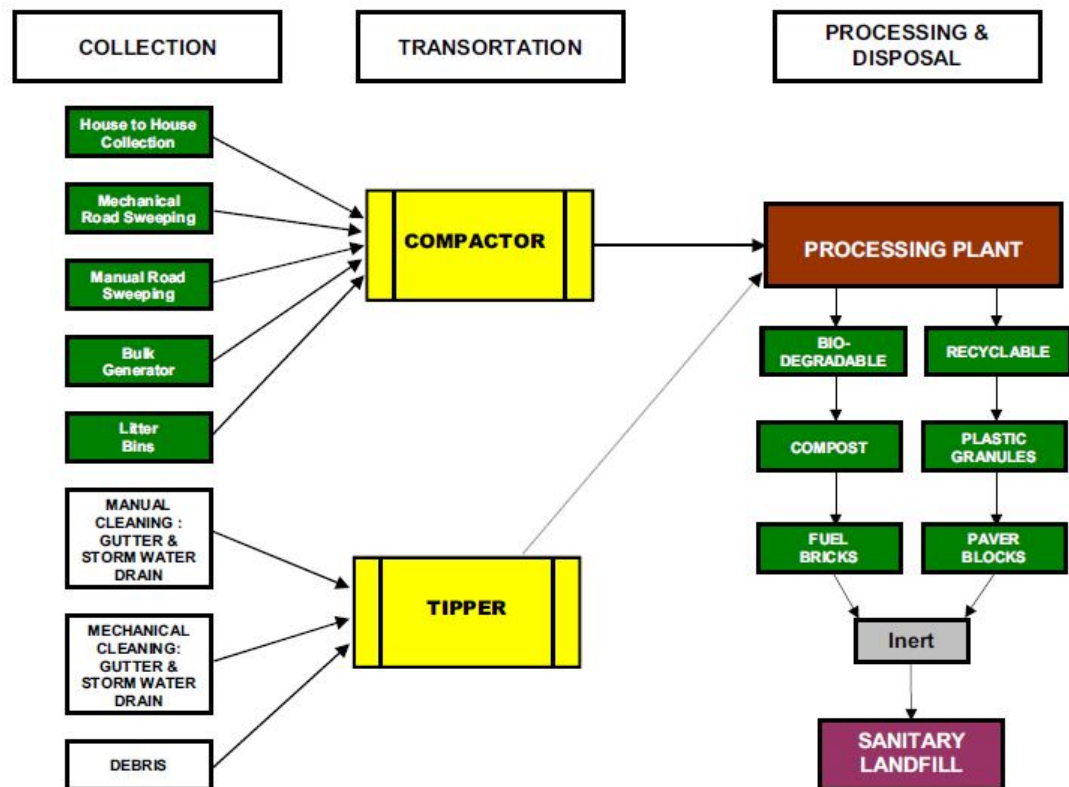 COLLECTION
TRANSORTATION
PROCESSING &
DISPOSAL
House to House
Collection
Mechanical
Road Sweeping
Manual Road
Sweeping
Bulk
Generator
Litter
Bins
MANUAL
CLEANING :
GUTTER &
STORM WATER
DRAIN
MECHANICAL
CLEANING:
GUTTER &
STORM WATER
DRAIN
DEBRIS
COMPACTOR
TIPPER
PROCESSING PLANT
BIO-
DEGRADABLE
RECYCLABLE
COMPOST
PLASTIC
GRANULES
FUEL
BRICKS
PAVER
BLOCKS
Inert
SANITARY
LANDFILL